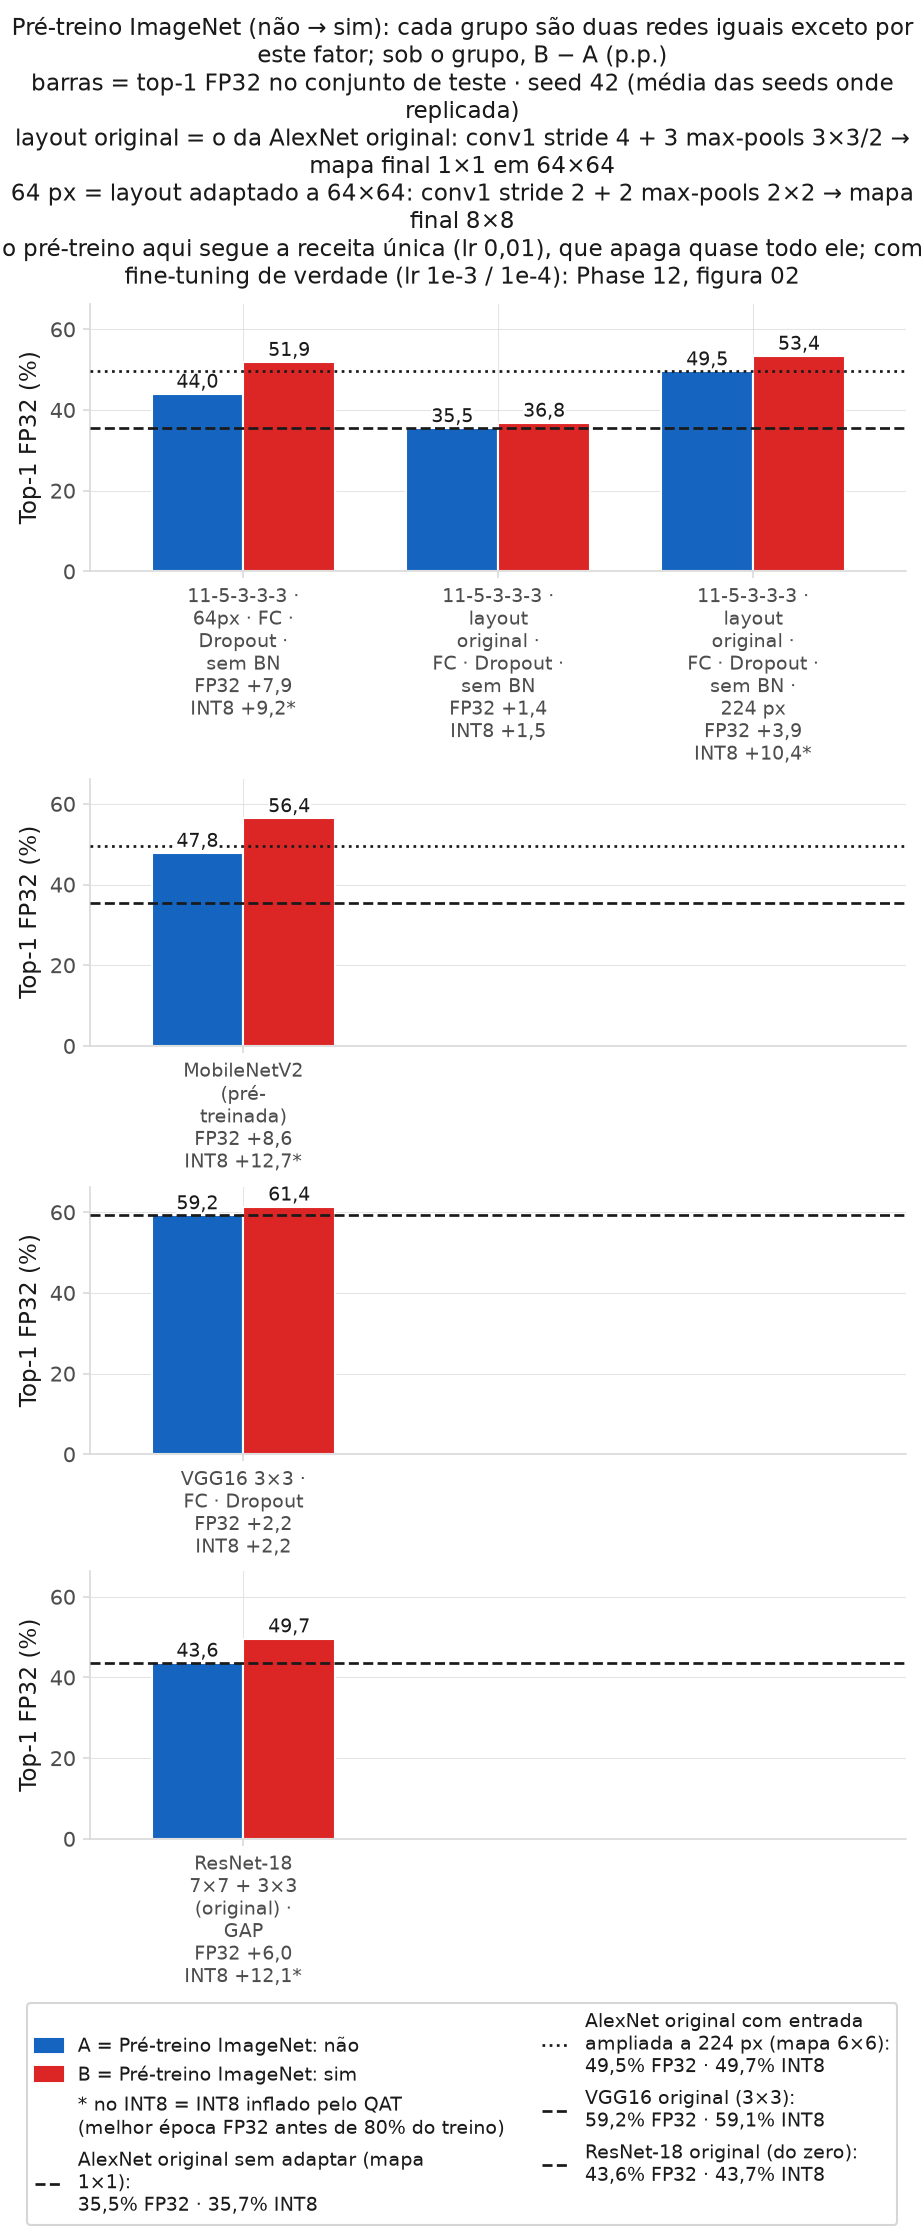 Pré-treino ImageNet (não → sim): cada grupo são duas redes iguais exceto por
este fator; sob o grupo, B − A (p.p.)
barras = top-1 FP32 no conjunto de teste · seed 42 (média das seeds onde
replicada)
layout original = o da AlexNet original: conv1 stride 4 + 3 max-pools 3×3/2 →
mapa final 1×1 em 64×64
64 px = layout adaptado a 64×64: conv1 stride 2 + 2 max-pools 2×2 → mapa
final 8×8
o pré-treino aqui segue a receita única (lr 0,01), que apaga quase todo ele; com
fine-tuning de verdade (lr 1e-3 / 1e-4): Phase 12, figura 02
Top-1 FP32 (%)
60
40
20
0
44,0
51,9
35,5
36,8
49,5
53,4
11-5-3-3-3 ·
64px · FC ·
Dropout ·
sem BN
FP32 +7,9
INT8 +9,2*
11-5-3-3-3 ·
layout
original ·
FC · Dropout ·
sem BN
FP32 +1,4
INT8 +1,5
11-5-3-3-3 ·
layout
original ·
FC · Dropout ·
sem BN ·
224 px
FP32 +3,9
INT8 +10,4*
Top-1 FP32 (%)
60
40
20
0
47,8
56,4
MobileNetV2
(pré-
treinada)
FP32 +8,6
INT8 +12,7*
Top-1 FP32 (%)
60
40
20
0
59,2
61,4
VGG16 3×3 ·
FC · Dropout
FP32 +2,2
INT8 +2,2
Top-1 FP32 (%)
60
40
20
0
43,6
49,7
ResNet-18
7×7 + 3×3
(original) ·
GAP
FP32 +6,0
INT8 +12,1*
A = Pré-treino ImageNet: não
B = Pré-treino ImageNet: sim
* no INT8 = INT8 inflado pelo QAT
(melhor época FP32 antes de 80% do treino)
AlexNet original sem adaptar (mapa
1×1):
35,5% FP32 · 35,7% INT8
AlexNet original com entrada
ampliada a 224 px (mapa 6×6):
49,5% FP32 · 49,7% INT8
VGG16 original (3×3):
59,2% FP32 · 59,1% INT8
ResNet-18 original (do zero):
43,6% FP32 · 43,7% INT8